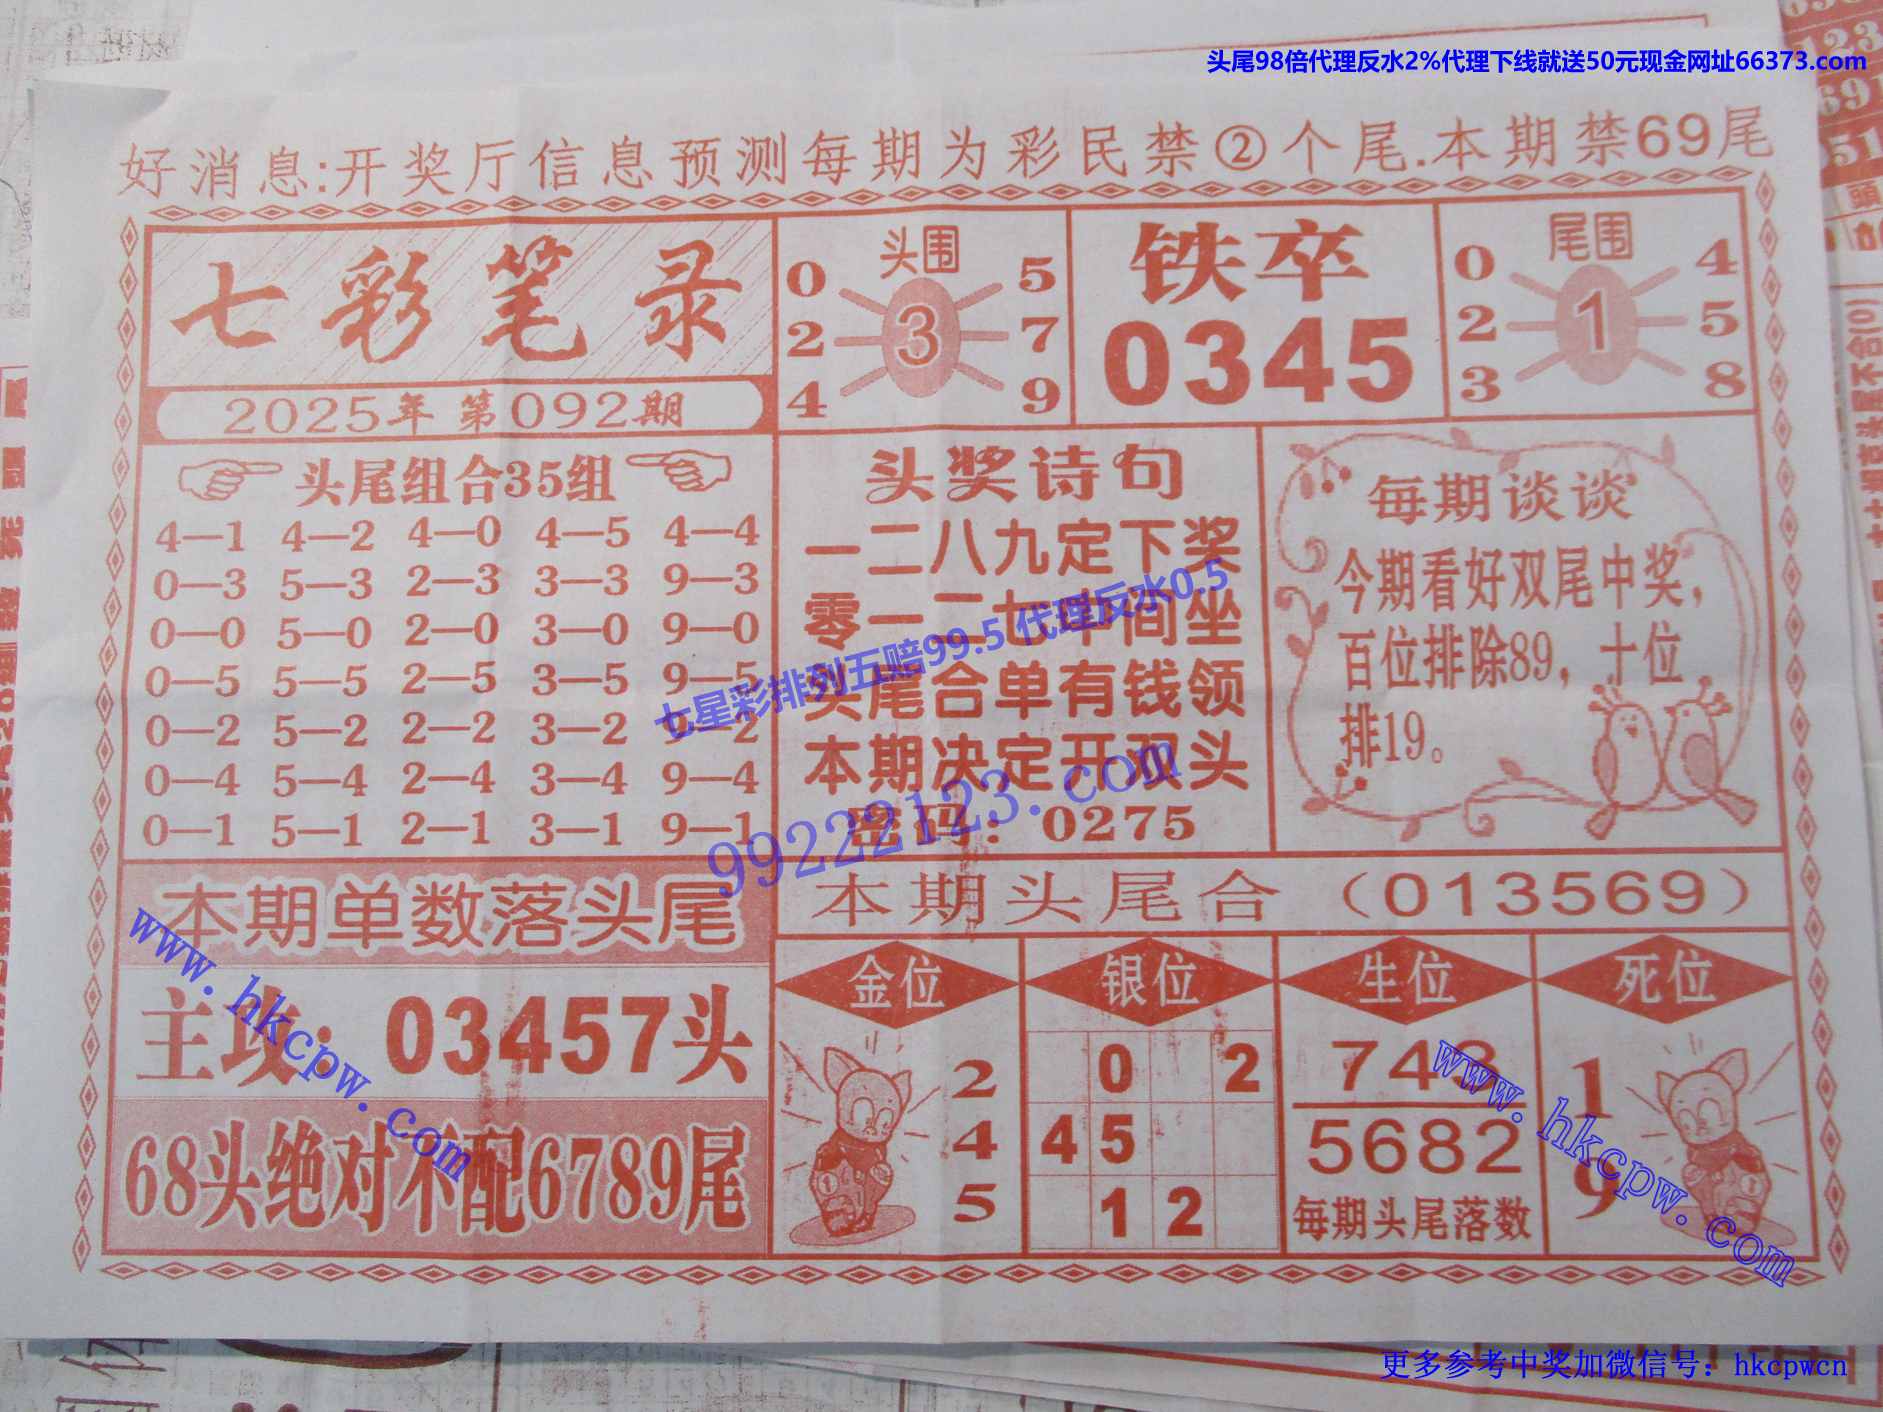 头尾98倍代理反水2%代理下线就送50元现金网址66373.com
好消息:开奖厅信息预测每期为彩民禁②个尾.本期禁69尾
七彩笔录
2025年 第092期
头围
0 5
2 3 7
4 9
铁卒
0345
尾围
0 4
2 1 5
3 8
头尾组合35组
4—1 4—2 4—0 4—5 4—4
0—3 5—3 2—3 3—3 9—3
0—0 5—0 2—0 3—0 9—0
0—5 5—5 2—5 3—5 9—5
0—2 5—2 2—2 3—2 9—2
0—4 5—4 2—4 3—4 9—4
0—1 5—1 2—1 3—1 9—1
头奖诗句
一二八九定下奖
零一二七中间坐
头尾合单有钱领
本期决定开双头
密码: 0275
七星彩排列五赔99.5 代理反水0.5
99222123.com
每期谈谈
今期看好双尾中奖,
百位排除89, 十位
排19。
本期单数落头尾
主攻: 03457头
68头绝对不配6789尾
本期头尾合 (013569)
金位
2
4
5
银位
0 2
45
12
生位
743
5682
每期头尾落数
死位
1
9
www.hkcpw.com
www.hkcpw.com
更多参考中奖加微信号: hkcpwcn